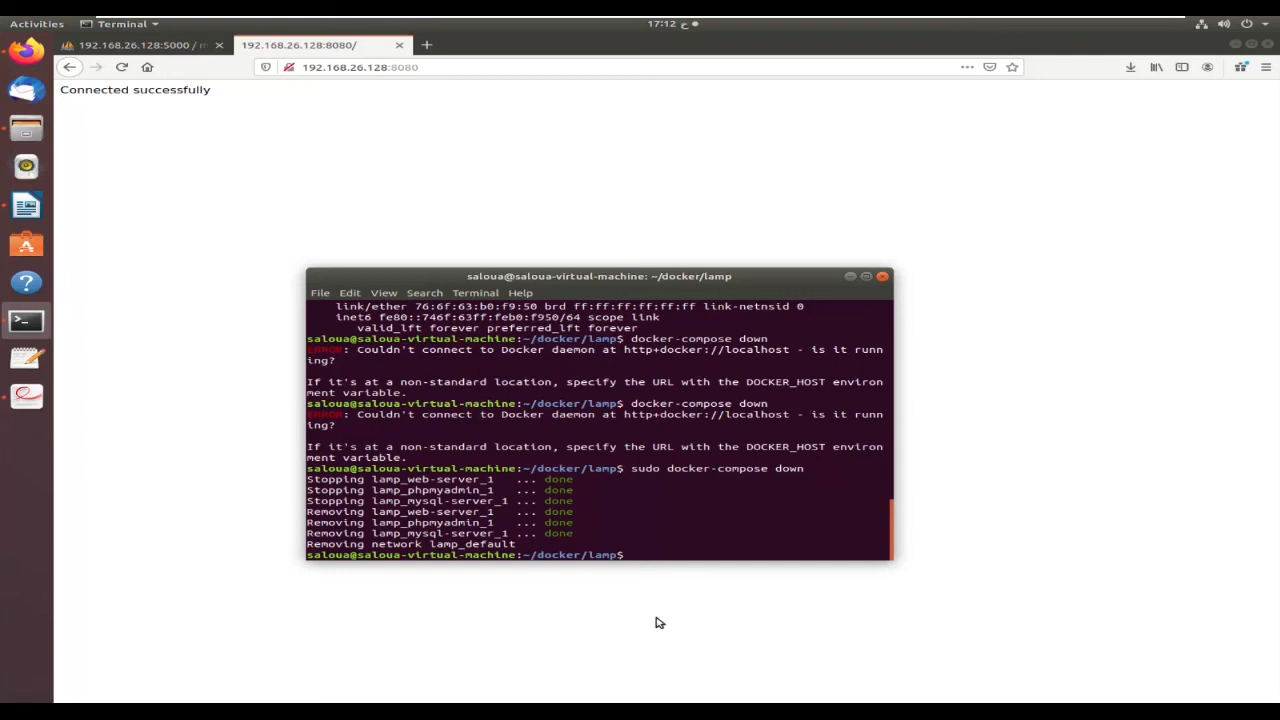 Activities Terminal 17:12 ح
192.168.26.128:5000 / m 192.168.26.128:8080/
192.168.26.128:8080
Connected successfully
saloua@saloua-virtual-machine: ~/docker/lamp
File Edit View Search Terminal Help
link/ether 76:6f:63:b0:f9:50 brd ff:ff:ff:ff:ff:ff link-netnsid 0
inet6 fe80::746f:63ff:feb0:f950/64 scope link
valid_lft forever preferred_lft forever
saloua@saloua-virtual-machine:~/docker/lamp$ docker-compose down
ERROR: Couldn't connect to Docker daemon at http+docker://localhost - is it runn
ing?
If it's at a non-standard location, specify the URL with the DOCKER_HOST environ
ment variable.
saloua@saloua-virtual-machine:~/docker/lamp$ docker-compose down
ERROR: Couldn't connect to Docker daemon at http+docker://localhost - is it runn
ing?
If it's at a non-standard location, specify the URL with the DOCKER_HOST environ
ment variable.
saloua@saloua-virtual-machine:~/docker/lamp$ sudo docker-compose down
Stopping lamp_web-server_1 ... done
Stopping lamp_phpmyadmin_1 ... done
Stopping lamp_mysql-server_1 ... done
Removing lamp_web-server_1 ... done
Removing lamp_phpmyadmin_1 ... done
Removing lamp_mysql-server_1 ... done
Removing network lamp_default
saloua@saloua-virtual-machine:~/docker/lamp$